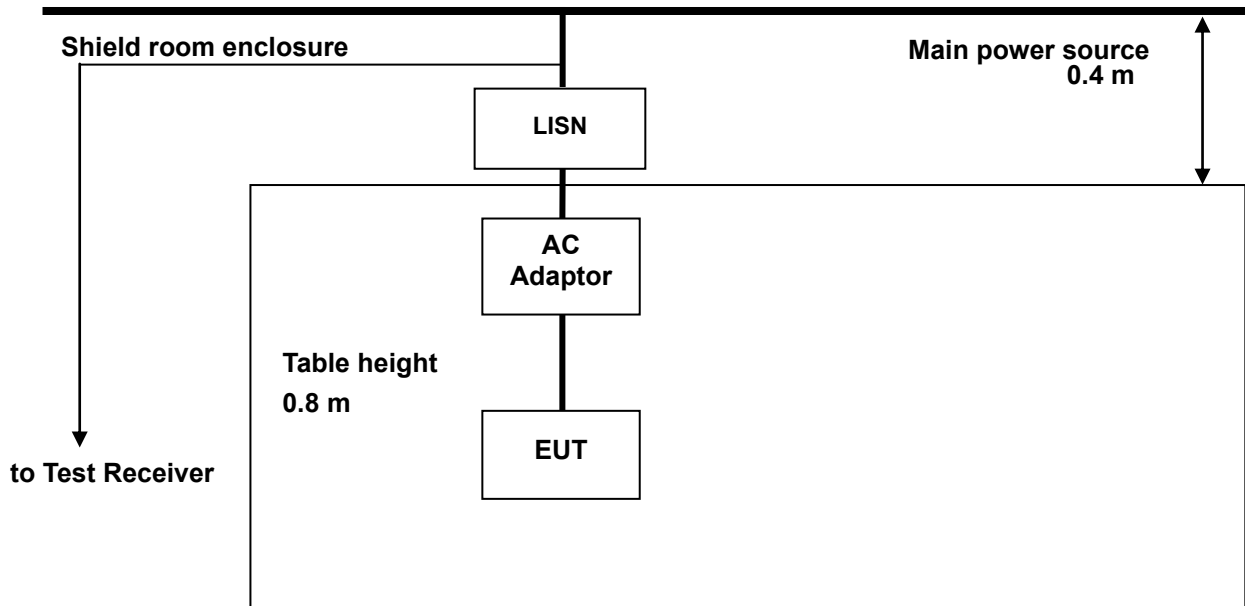 Shield room enclosure
Main power source
0.4 m
LISN
AC
Adaptor
Table height
0.8 m
EUT
to Test Receiver